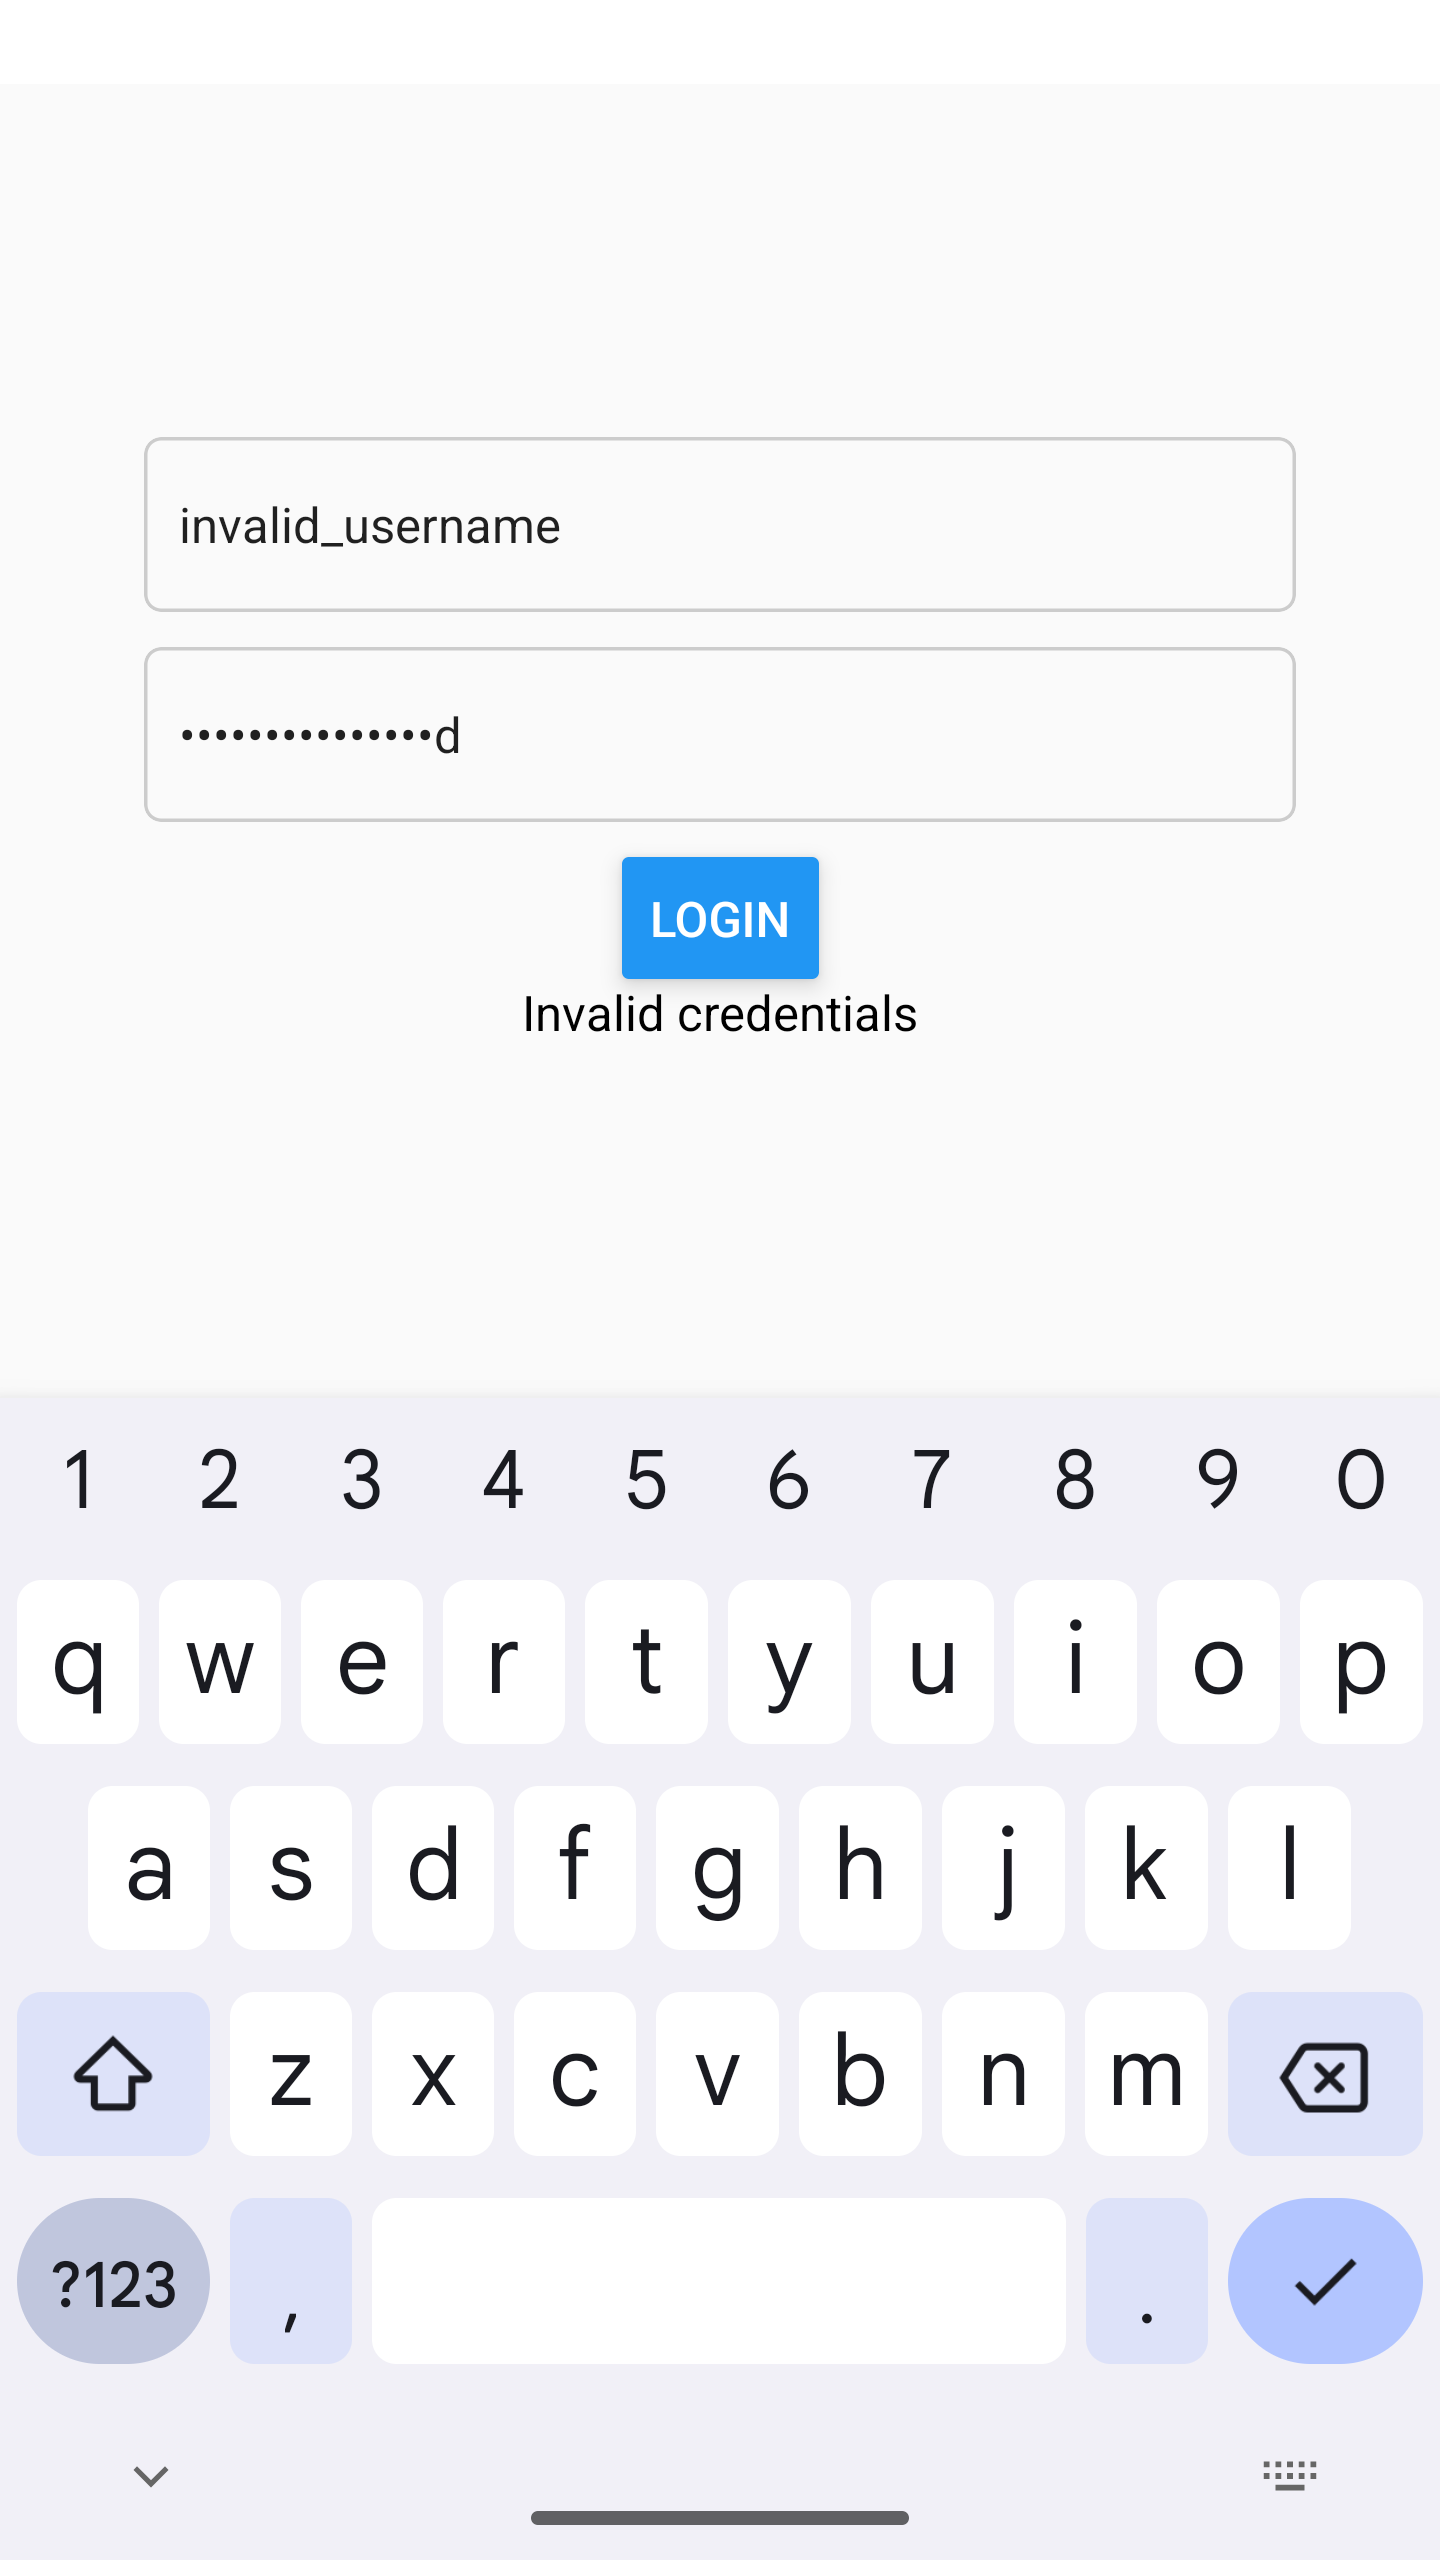 invalid_username
•••••••••••••••d
LOGIN
Invalid credentials
1 2 3 4 5 6 7 8 9 0
q w e r t y u i o p
a s d f g h j k l
z x c v b n m
?123 , .